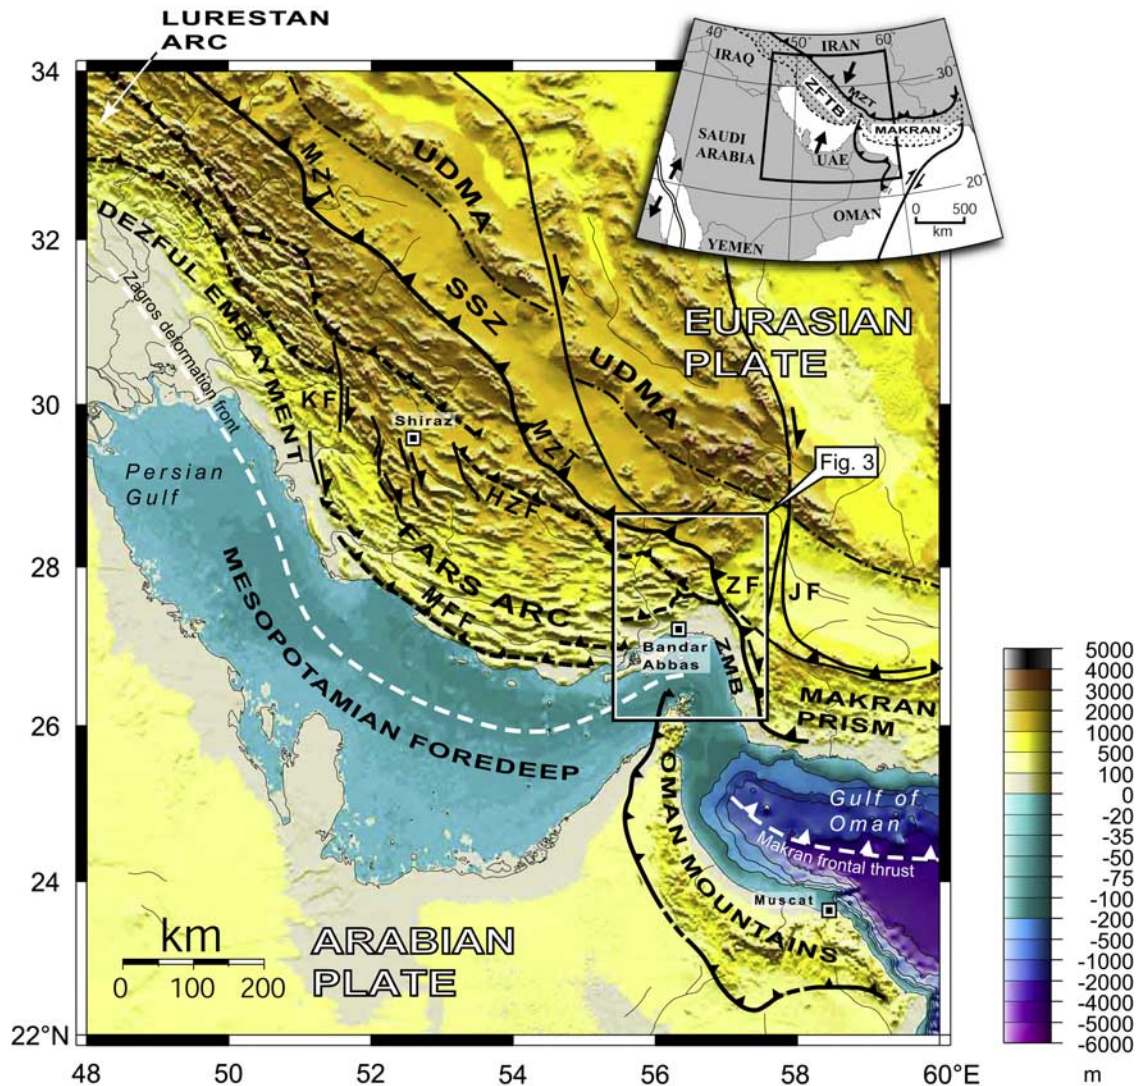 LURESTAN
ARC
40°
50°
60°
IRAQ
IRAN
30
MZT
ZFTB
MAKRAN
SAUDI
ARABIA
UAE
20°
OMAN
0 500
km
YEMEN
34
32
30
28
26
24
22°N
48
50
52
54
56
58
60°E
MZT
UDMA
SSZ
DEZFUL EMBAYMENT
Zagros deformation front
EURASIAN
PLATE
UDMA
KF
Shiraz
MZT
Fig. 3
Persian
Gulf
HZF
FARS ARC
MFF
ZF
JF
Bandar
Abbas
ZMB
MESOPOTAMIAN FOREDEEP
MAKRAN
PRISM
OMAN MOUNTAINS
Gulf of
Oman
Makran frontal thrust
Muscat
km
0 100 200
ARABIAN
PLATE
5000
4000
3000
2000
1000
500
100
0
-20
-35
-50
-75
-100
-200
-500
-1000
-2000
-4000
-5000
-6000
m